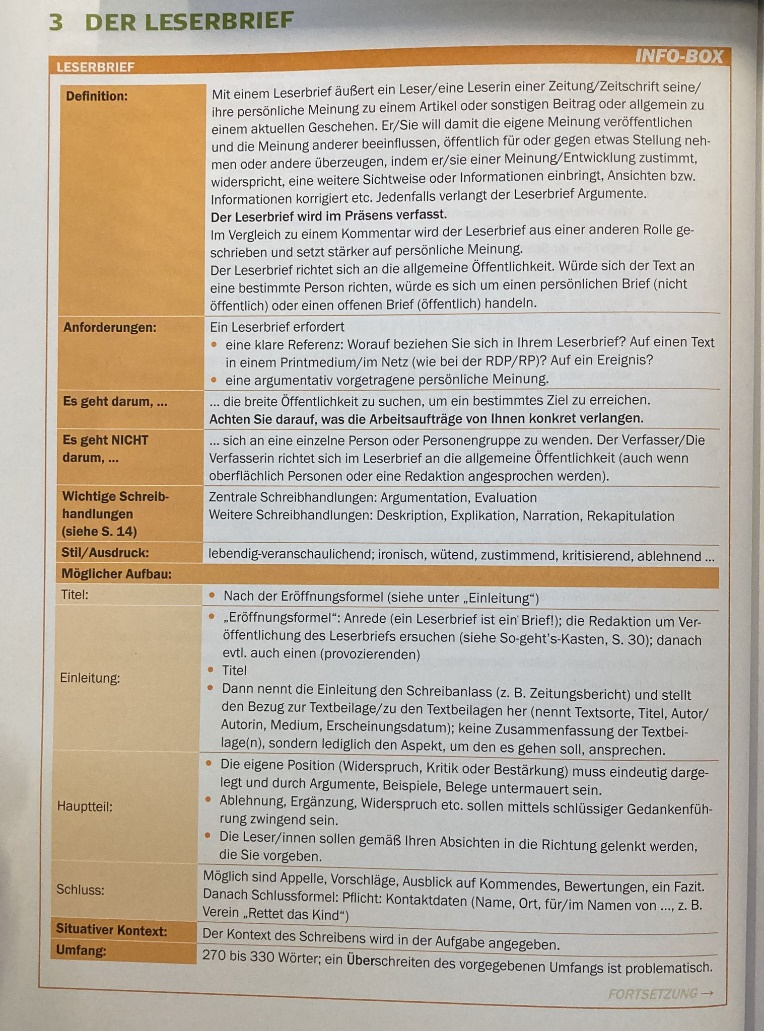 3 DER LESERBRIEF
INFO-BOX
LESERBRIEF
Definition:
Mit einem Leserbrief äußert ein Leser/eine Leserin einer Zeitung/Zeitschrift seine/
ihre persönliche Meinung zu einem Artikel oder sonstigen Beitrag oder allgemein zu
einem aktuellen Geschehen. Er/Sie will damit die eigene Meinung veröffentlichen
und die Meinung anderer beeinflussen, öffentlich für oder gegen etwas Stellung neh-
men oder andere überzeugen, indem er/sie einer Meinung/Entwicklung zustimmt,
widerspricht, eine weitere Sichtweise oder Informationen einbringt, Ansichten bzw.
Informationen korrigiert etc. Jedenfalls verlangt der Leserbrief Argumente.
Der Leserbrief wird im Präsens verfasst.
Im Vergleich zu einem Kommentar wird der Leserbrief aus einer anderen Rolle ge-
schrieben und setzt stärker auf persönliche Meinung.
Der Leserbrief richtet sich an die allgemeine Öffentlichkeit. Würde sich der Text an
eine bestimmte Person richten, würde es sich um einen persönlichen Brief (nicht
öffentlich) oder einen offenen Brief (öffentlich) handeln.
Anforderungen:
Ein Leserbrief erfordert
• eine klare Referenz: Worauf beziehen Sie sich in Ihrem Leserbrief? Auf einen Text
in einem Printmedium/im Netz (wie bei der RDP/RP)? Auf ein Ereignis?
• eine argumentativ vorgetragene persönliche Meinung.
Es geht darum, ...
... die breite Öffentlichkeit zu suchen, um ein bestimmtes Ziel zu erreichen.
Achten Sie darauf, was die Arbeitsaufträge von Ihnen konkret verlangen.
Es geht NICHT
darum, ...
... sich an eine einzelne Person oder Personengruppe zu wenden. Der Verfasser/Die
Verfasserin richtet sich im Leserbrief an die allgemeine Öffentlichkeit (auch wenn
oberflächlich Personen oder eine Redaktion angesprochen werden).
Wichtige Schreib-
handlungen
(siehe S. 14)
Zentrale Schreibhandlungen: Argumentation, Evaluation
Weitere Schreibhandlungen: Deskription, Explikation, Narration, Rekapitulation
Stil/Ausdruck:
lebendig-veranschaulichend; ironisch, wütend, zustimmend, kritisierend, ablehnend ...
Möglicher Aufbau:
Titel:
• Nach der Eröffnungsformel (siehe unter „Einleitung“)
Einleitung:
• „Eröffnungsformel“: Anrede (ein Leserbrief ist ein Brief!); die Redaktion um Ver-
öffentlichung des Leserbriefs ersuchen (siehe So-geht's-Kasten, S. 30); danach
evtl. auch einen (provozierenden)
• Titel
• Dann nennt die Einleitung den Schreibanlass (z. B. Zeitungsbericht) und stellt
den Bezug zur Textbeilage/zu den Textbeilagen her (nennt Textsorte, Titel, Autor/
Autorin, Medium, Erscheinungsdatum); keine Zusammenfassung der Textbei-
lage(n), sondern lediglich den Aspekt, um den es gehen soll, ansprechen.
Hauptteil:
• Die eigene Position (Widerspruch, Kritik oder Bestärkung) muss eindeutig darge-
legt und durch Argumente, Beispiele, Belege untermauert sein.
• Ablehnung, Ergänzung, Widerspruch etc. sollen mittels schlüssiger Gedankenfüh-
rung zwingend sein.
• Die Leser/innen sollen gemäß Ihren Absichten in die Richtung gelenkt werden,
die Sie vorgeben.
Schluss:
Möglich sind Appelle, Vorschläge, Ausblick auf Kommendes, Bewertungen, ein Fazit.
Danach Schlussformel: Pflicht: Kontaktdaten (Name, Ort, für/im Namen von ..., z. B.
Verein „Rettet das Kind“)
Situativer Kontext:
Der Kontext des Schreibens wird in der Aufgabe angegeben.
Umfang:
270 bis 330 Wörter; ein Überschreiten des vorgegebenen Umfangs ist problematisch.
FORTSETZUNG →